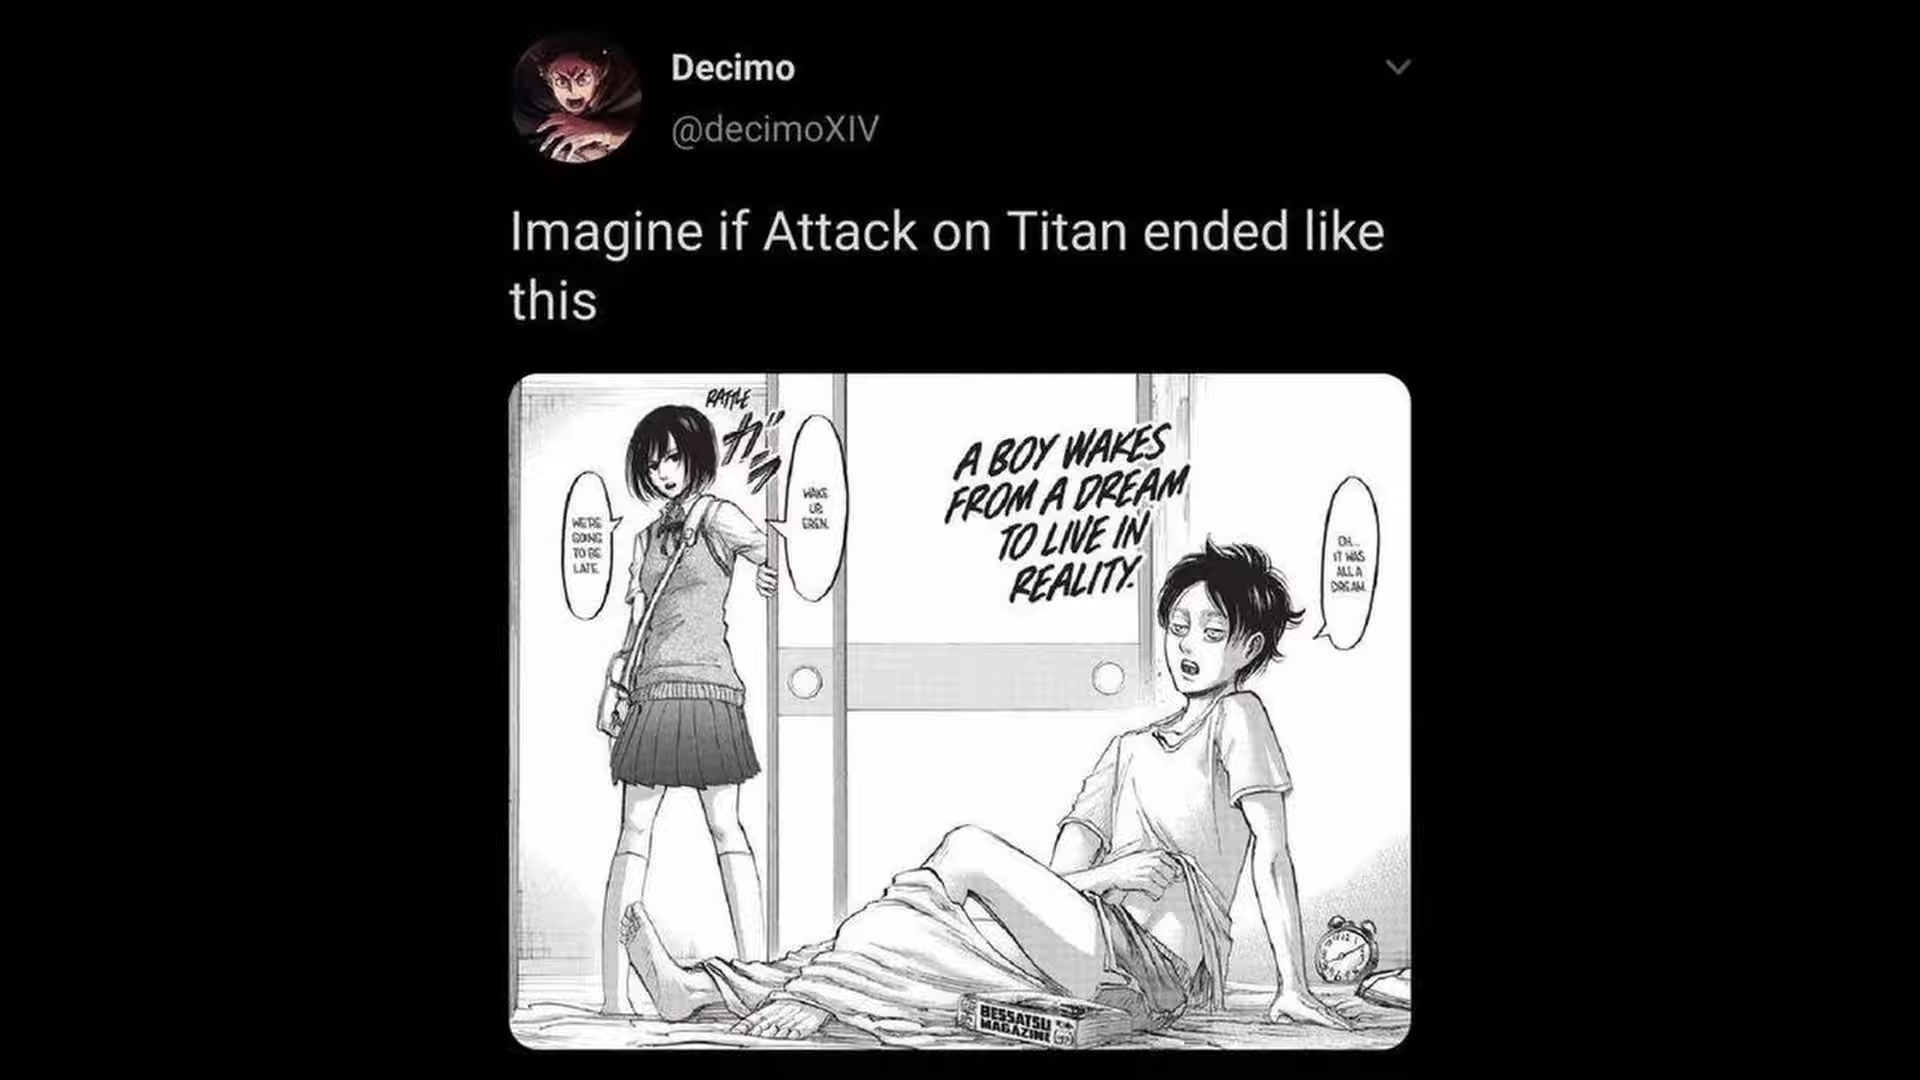 Decimo
@decimoXIV
Imagine if Attack on Titan ended like
this
RATTLE
ガラ
WE'RE
GOING
TO BE
LATE.
WAKE
UP,
EREN.
A BOY WAKES
FROM A DREAM
TO LIVE IN
REALITY.
OH...
IT WAS
ALL A
DREAM.
BESSATSU
MAGAZINE